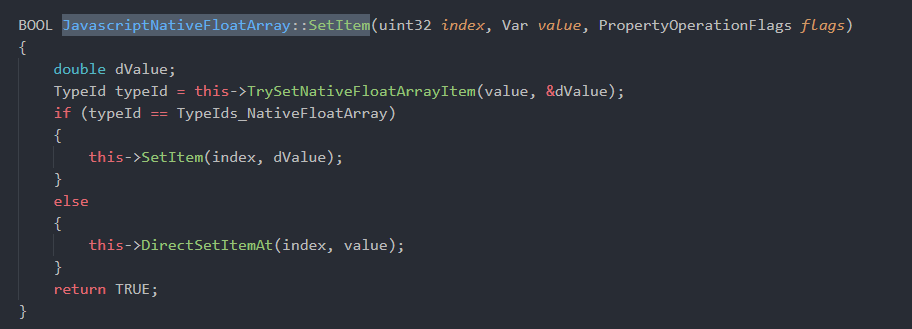 BOOL JavascriptNativeFloatArray::SetItem(uint32 index, Var value, PropertyOperationFlags flags)
{
    double dValue;
    TypeId typeId = this->TrySetNativeFloatArrayItem(value, &dValue);
    if (typeId == TypeIds_NativeFloatArray)
    {
        this->SetItem(index, dValue);
    }
    else
    {
        this->DirectSetItemAt(index, value);
    }
    return TRUE;
}